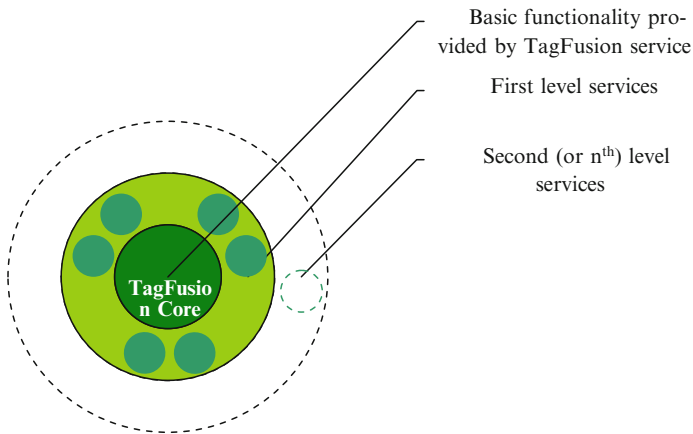 Basic functionality pro-
vided by TagFusion service
First level services
Second (or nth) level
services
TagFusio
n Core